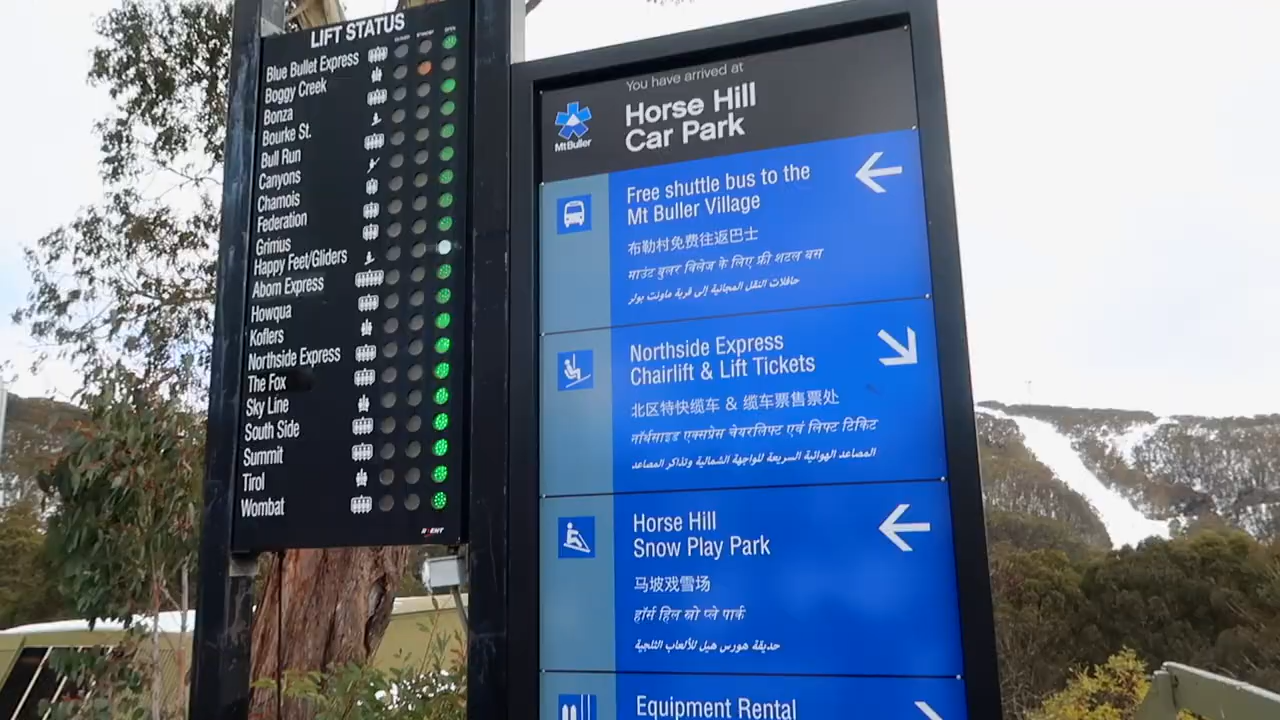 LIFT STATUS
CLOSED STANDBY OPEN
Blue Bullet Express
Boggy Creek
Bonza
Bourke St.
Bull Run
Canyons
Chamois
Federation
Grimus
Happy Feet/Gliders
Abom Express
Howqua
Koflers
Northside Express
The Fox
Sky Line
South Side
Summit
Tirol
Wombat
You have arrived at
Horse Hill
Car Park
Mt Buller
Free shuttle bus to the
Mt Buller Village
布勒村免费往返巴士
माउंट बुलर विलेज के लिए फ्री शटल बस
حافلات النقل المجانية إلى قرية ماونت بولر
Northside Express
Chairlift & Lift Tickets
北区特快缆车 & 缆车票售票处
नॉर्थसाइड एक्सप्रेस चेयरलिफ्ट एवं लिफ्ट टिकिट
المصاعد الهوائية السريعة للواجهة الشمالية وتذاكر المصاعد
Horse Hill
Snow Play Park
马坡戏雪场
हॉर्स हिल स्नो प्ले पार्क
حديقة هورس هيل للألعاب الثلجية
Equipment Rental